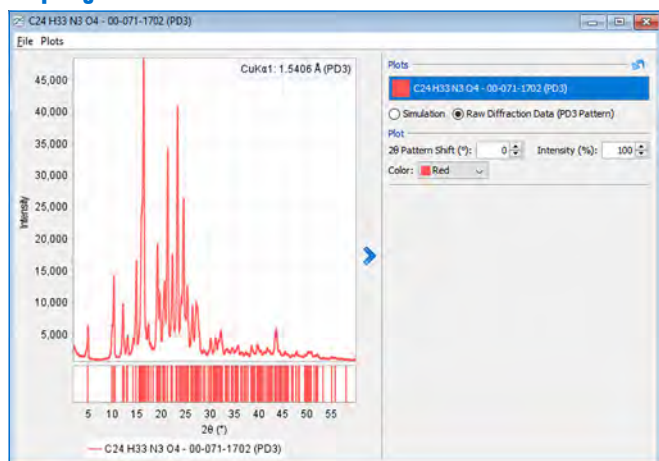 C24 H33 N3 O4 - 00-071-1702 (PD3)
File Plots
CuKα1: 1.5406 Å (PD3)
45,000
40,000
35,000
30,000
25,000
20,000
15,000
10,000
5,000
Intensity
5 10 15 20 25 30 35 40 45 50 55
2θ (°)
C24 H33 N3 O4 - 00-071-1702 (PD3)
Plots
C24 H33 N3 O4 - 00-071-1702 (PD3)
Simulation Raw Diffraction Data (PD3 Pattern)
Plot
2θ Pattern Shift (°): 0 Intensity (%): 100
Color: Red